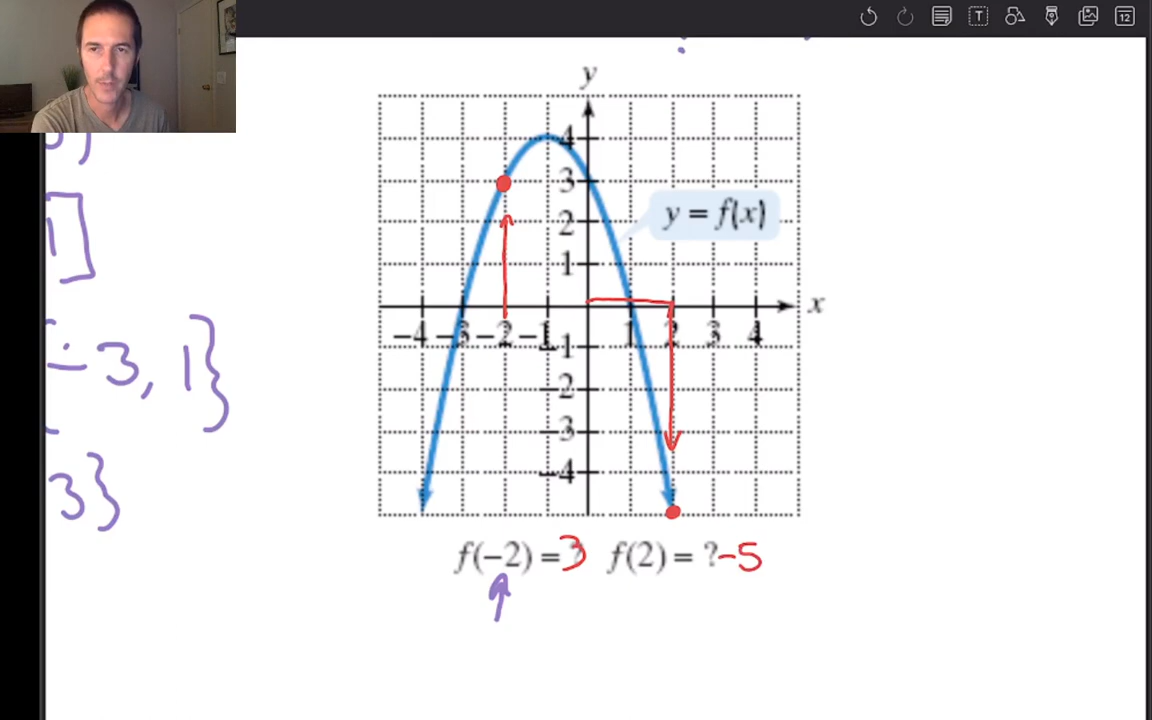 y
4
3
y = f(x)
2
1
x
−4 −3 −2 −1 1 2 3 4
−1
−2
−3
−4
−3, 1}
3}
f(−2) = 3 f(2) = ? −5
T
12